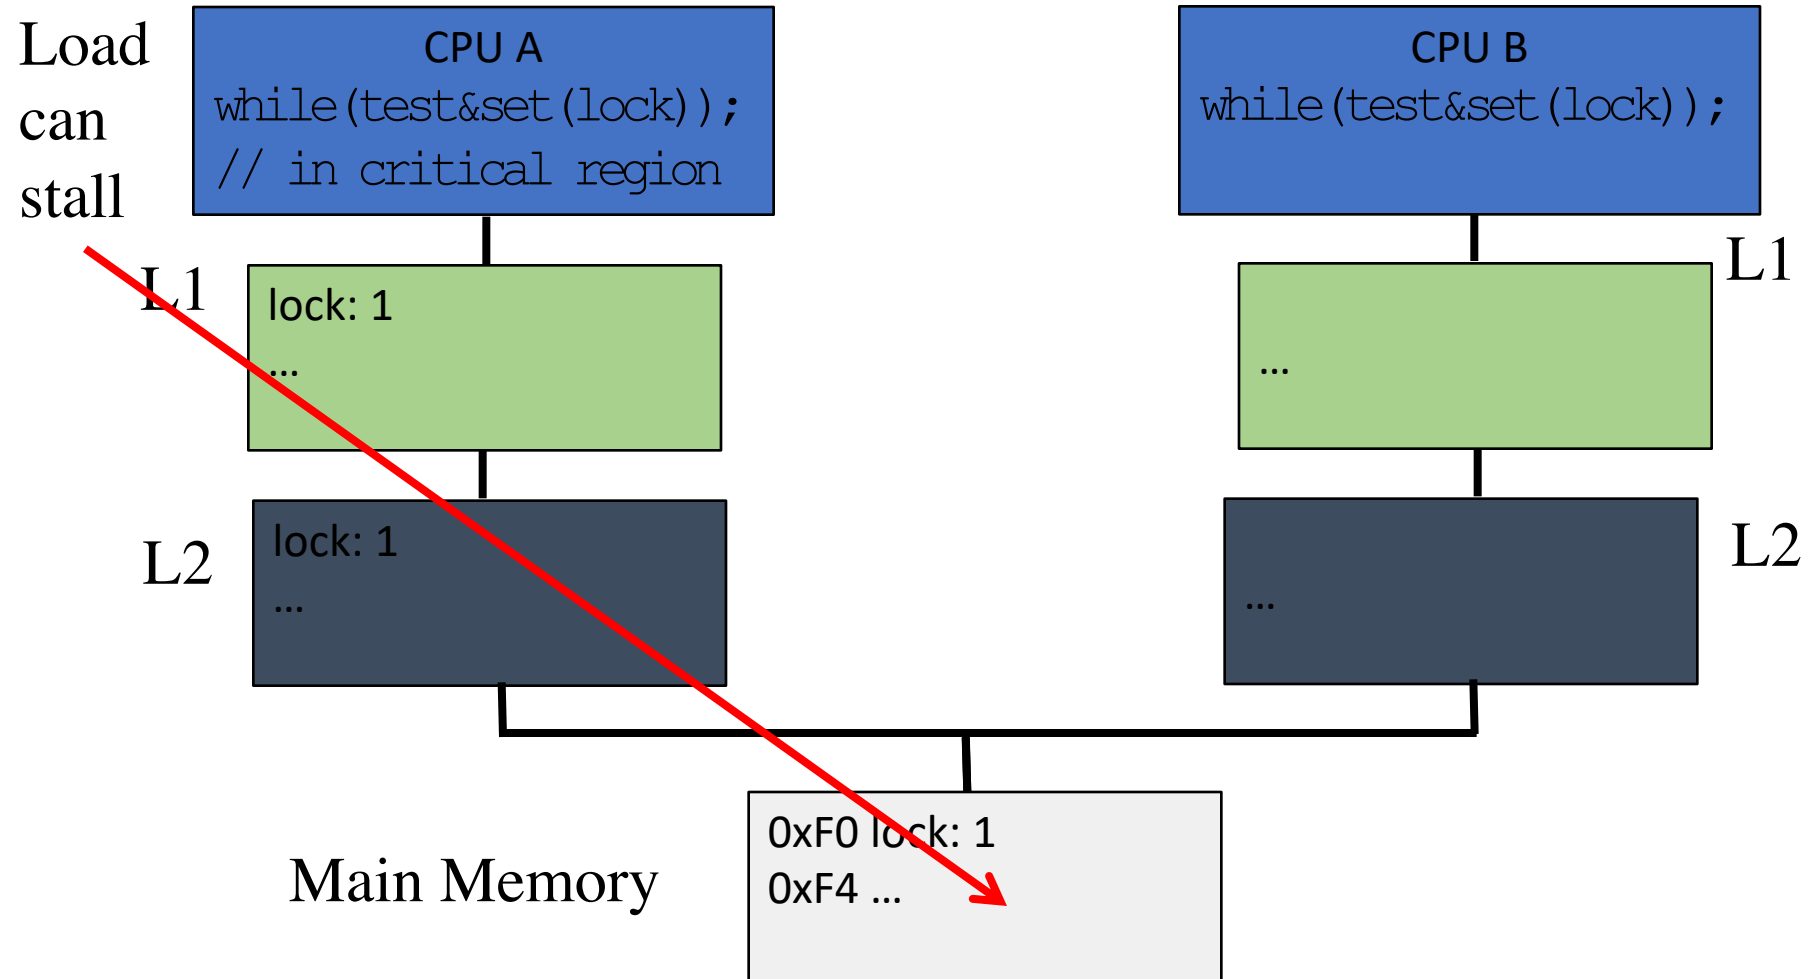 Load
can
stall
CPU A
while(test&set(lock));
// in critical region
CPU B
while(test&set(lock));
L1
lock: 1
...
L1
...
L2
lock: 1
...
L2
...
Main Memory
0xF0 lock: 1
0xF4 ...